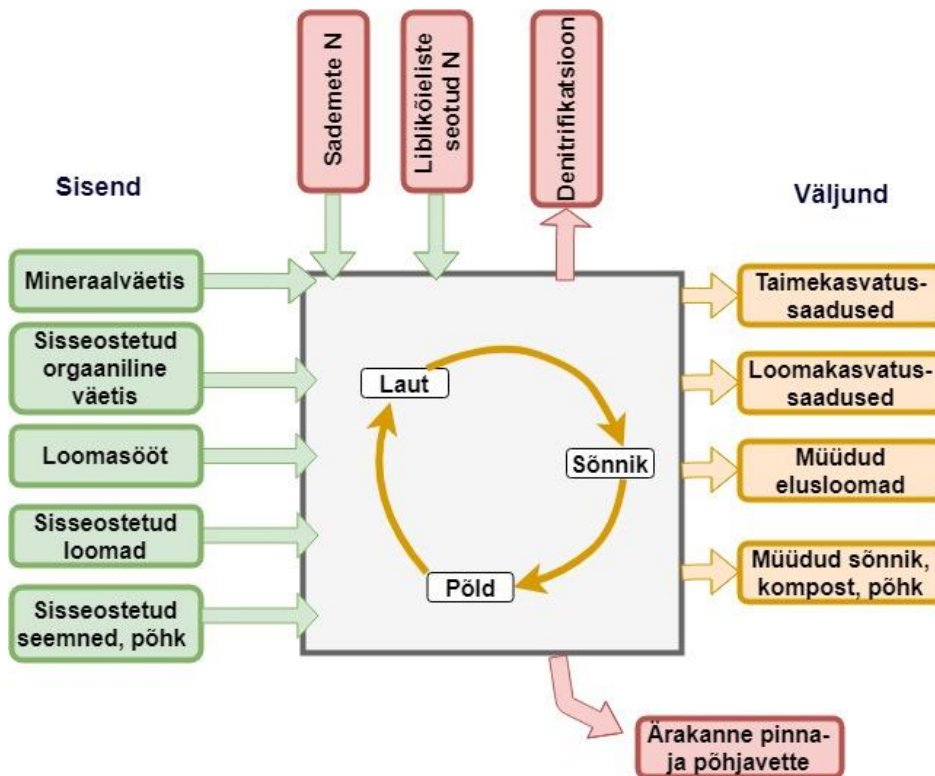 Sademete N
Liblikõieliste
seotud N
Denitrifikatsioon
Sisend
Väljund
Mineraalväetis
Sisseostetud
orgaaniline
väetis
Loomasööt
Sisseostetud
loomad
Sisseostetud
seemned, põhk
Laut
Sõnnik
Põld
Taimekasvatus-
saadused
Loomakasvatus-
saadused
Müüdud
elusloomad
Müüdud sõnnik,
kompost, põhk
Ärakanne pinna-
ja põhjavette